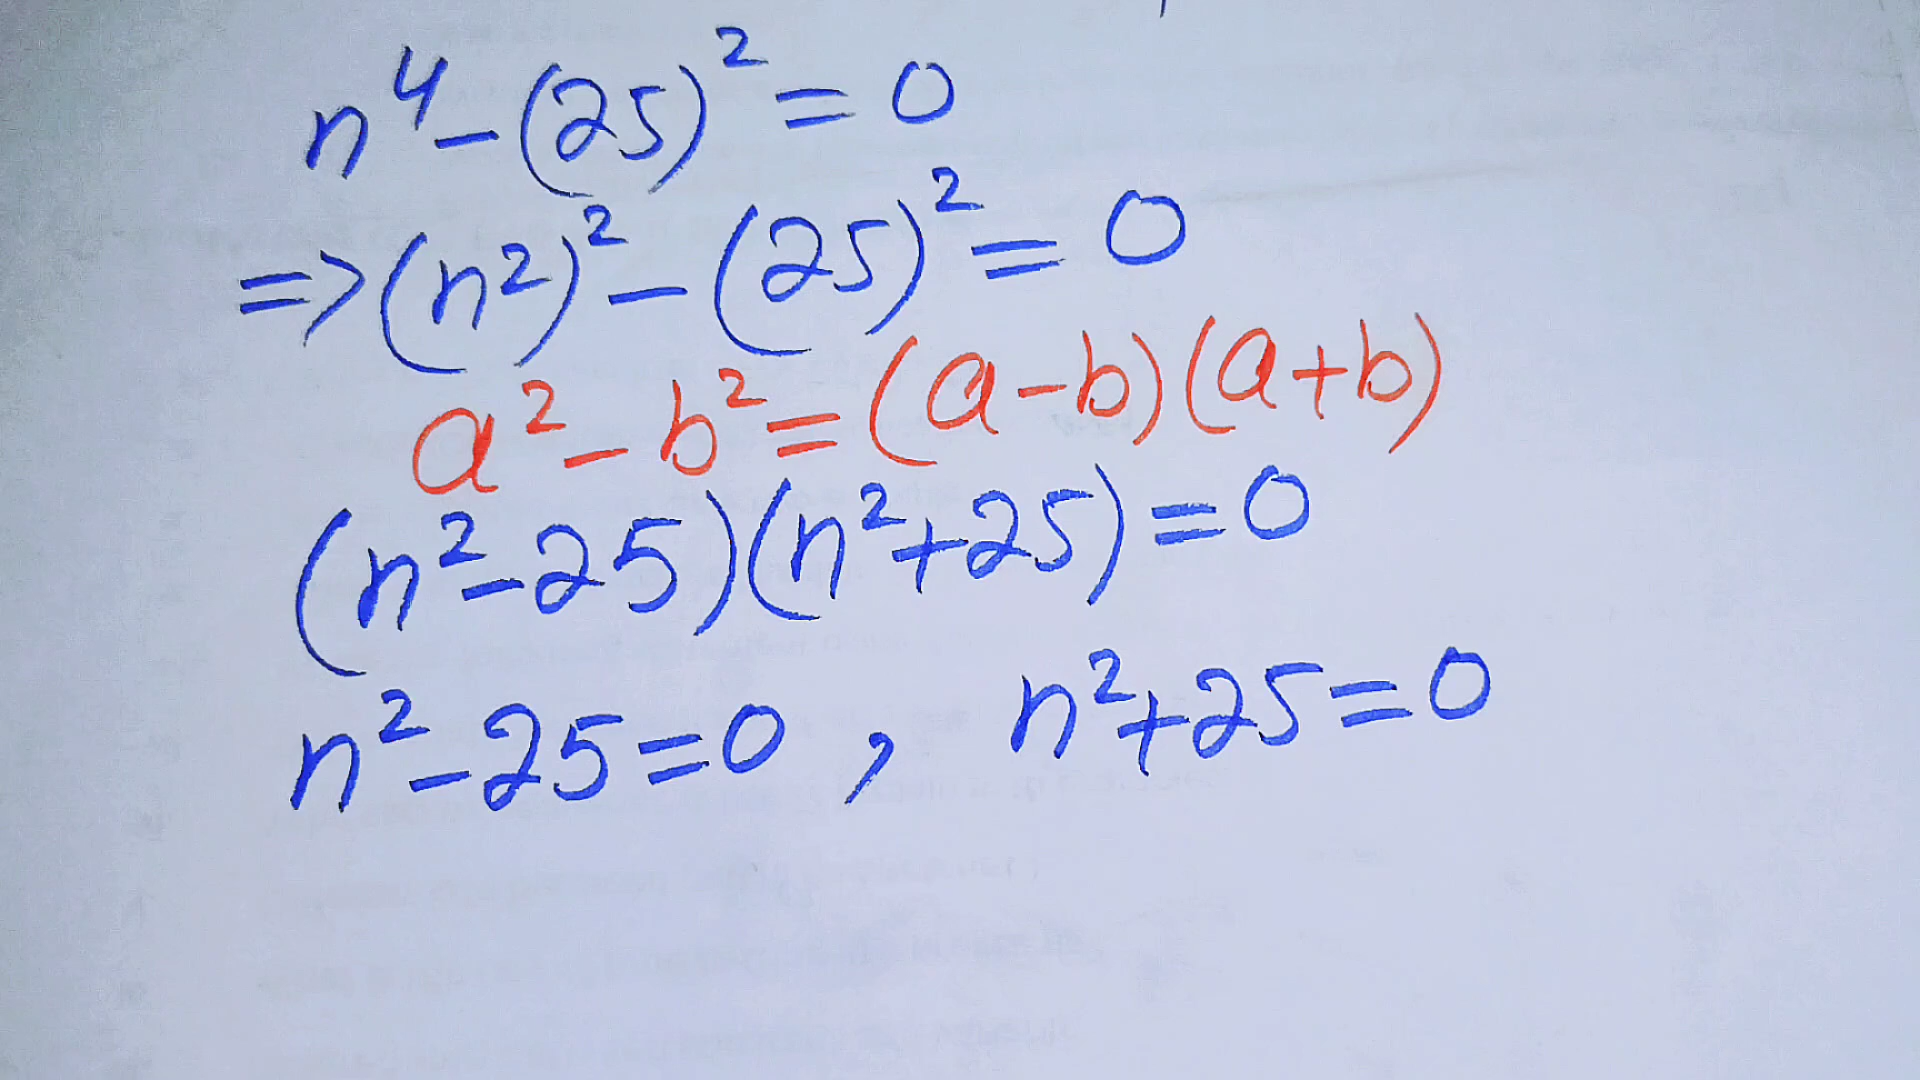 n⁴ - (25)² = 0
=> (n²)² - (25)² = 0
a² - b² = (a-b)(a+b)
(n² - 25)(n² + 25) = 0
n² - 25 = 0 , n² + 25 = 0